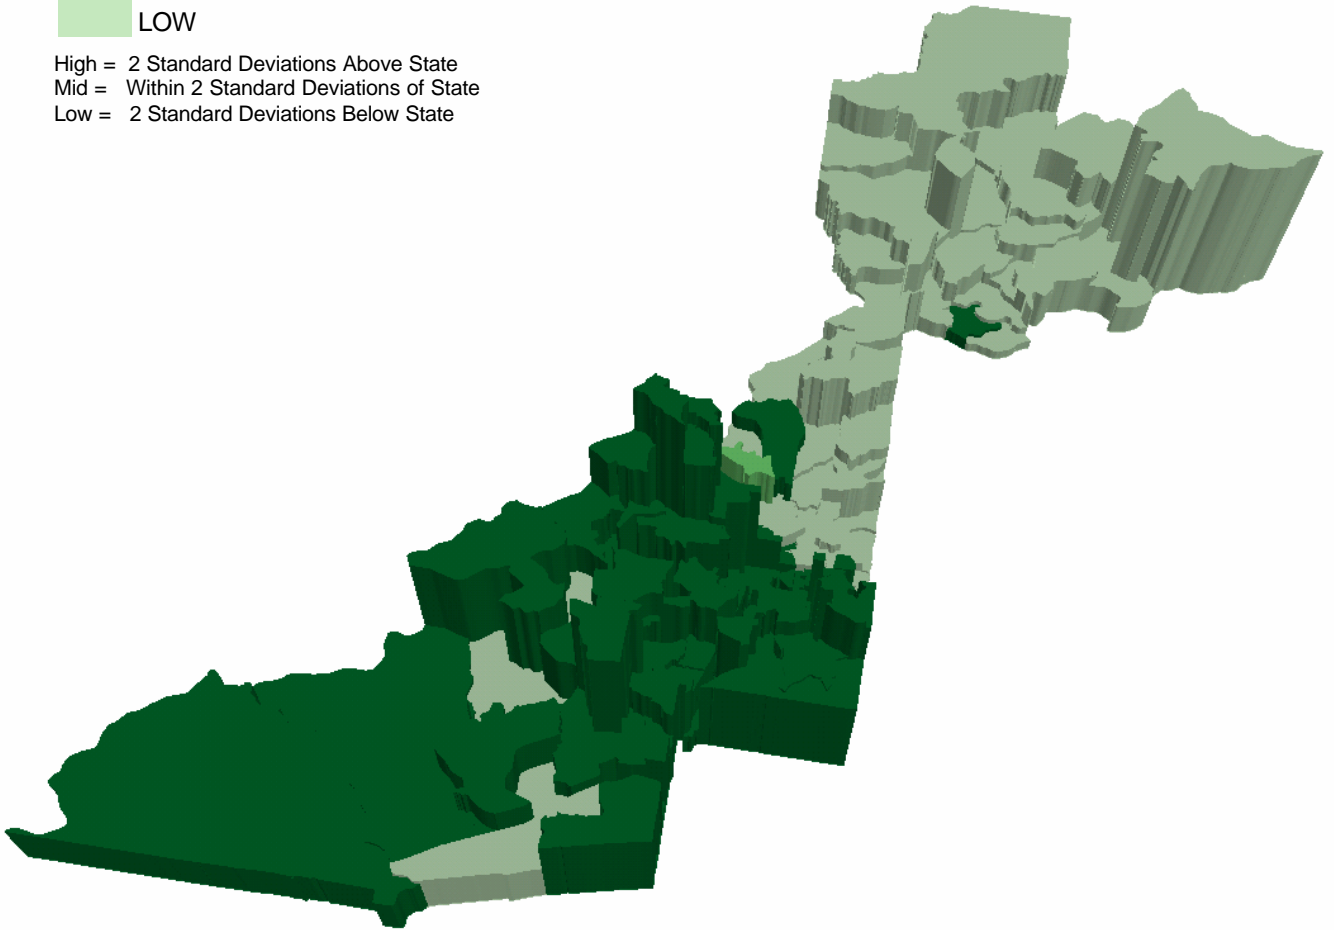 LOW
High = 2 Standard Deviations Above State
Mid = Within 2 Standard Deviations of State
Low = 2 Standard Deviations Below State